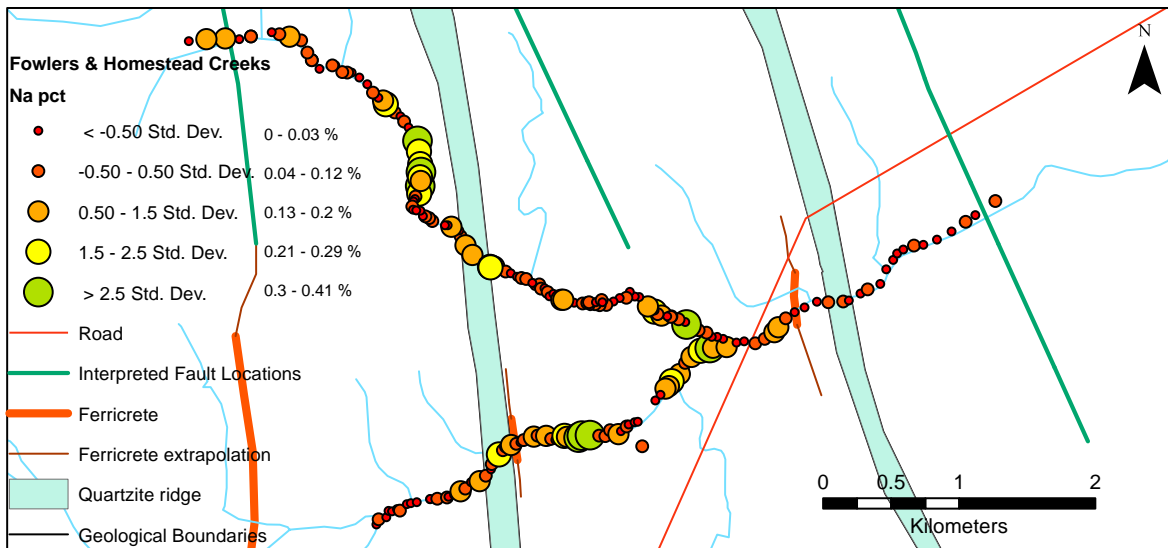 N
Fowlers & Homestead Creeks
Na pct
< -0.50 Std. Dev. 0 - 0.03 %
-0.50 - 0.50 Std. Dev. 0.04 - 0.12 %
0.50 - 1.5 Std. Dev. 0.13 - 0.2 %
1.5 - 2.5 Std. Dev. 0.21 - 0.29 %
> 2.5 Std. Dev. 0.3 - 0.41 %
Road
Interpreted Fault Locations
Ferricrete
Ferricrete extrapolation
Quartzite ridge
Geological Boundaries
0 0.5 1 2
Kilometers